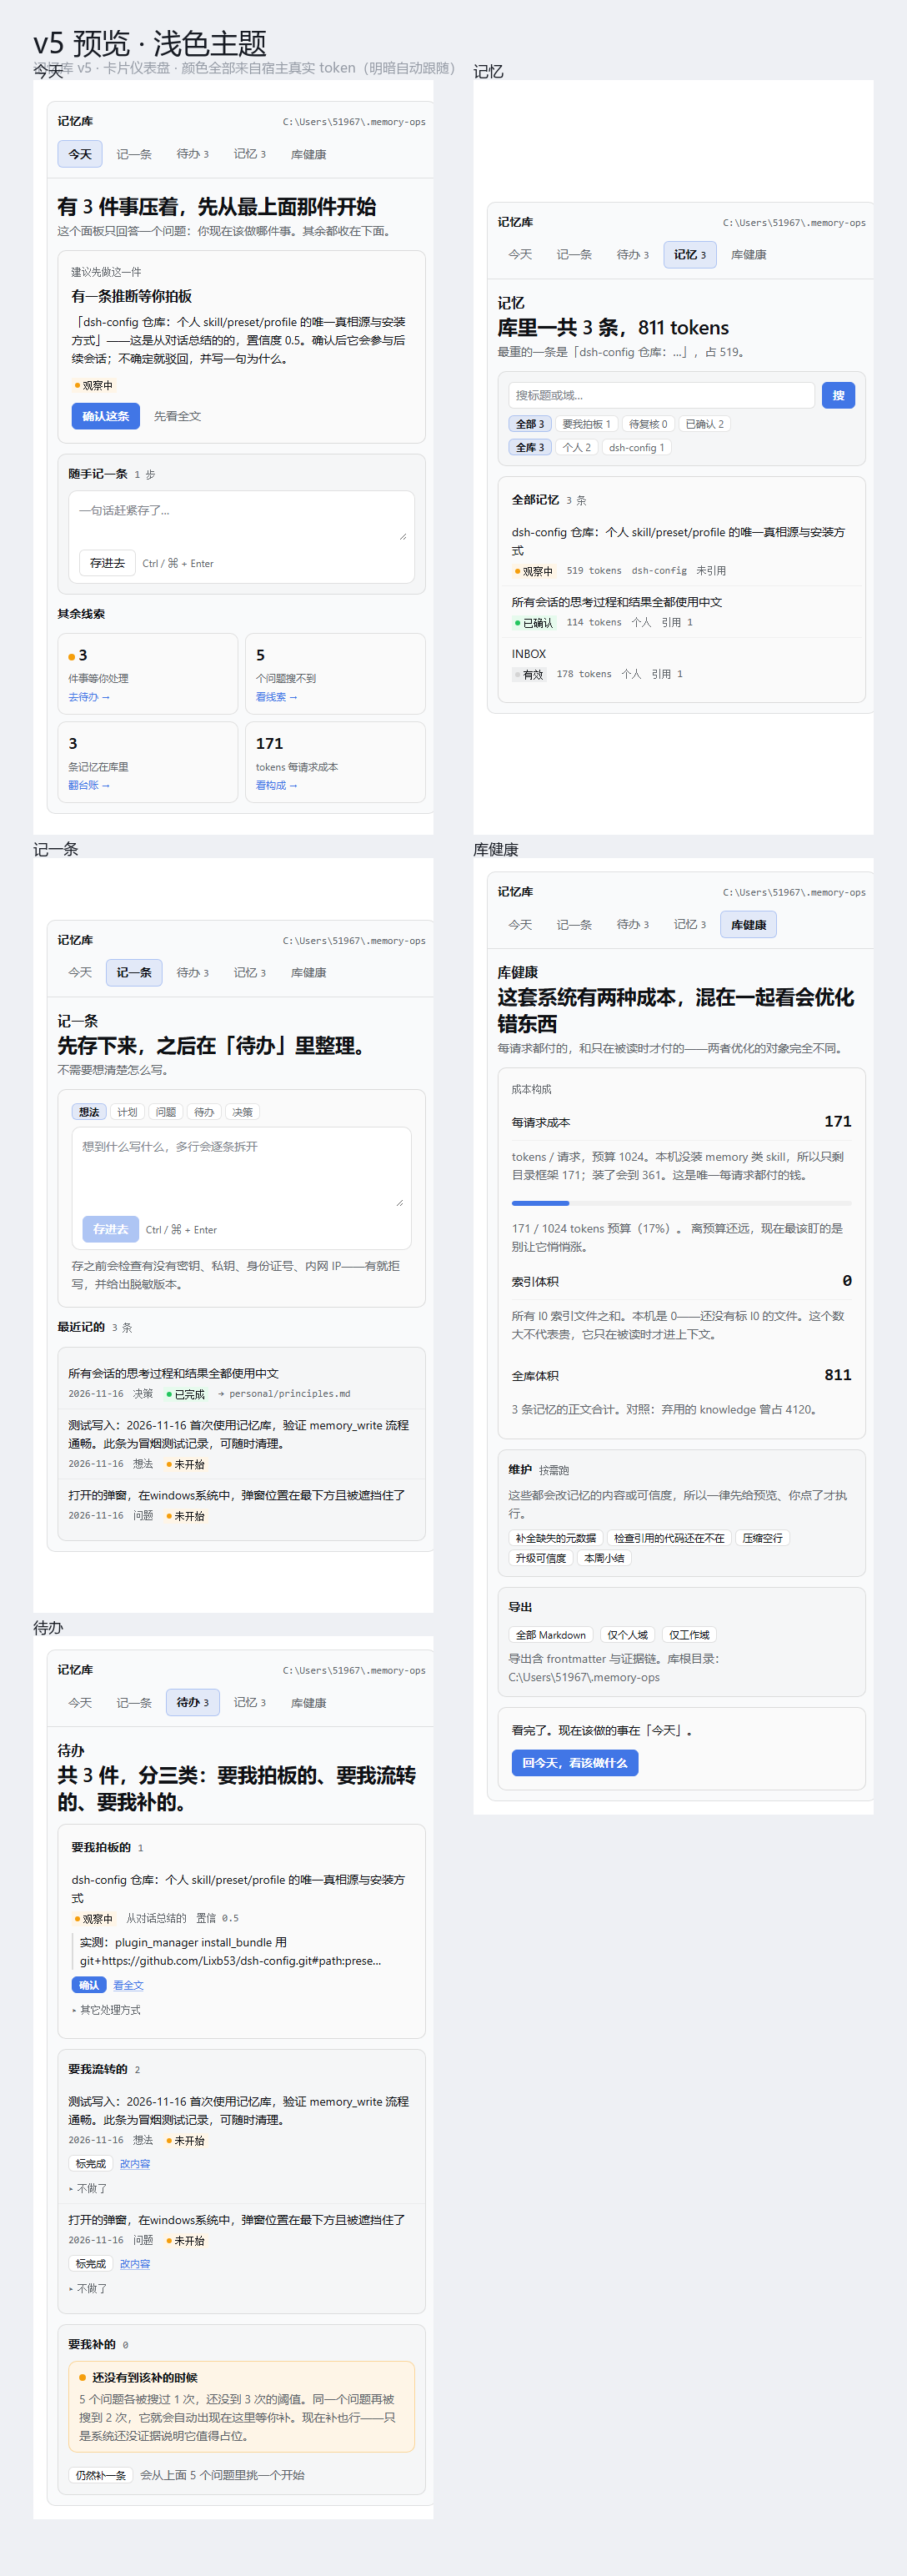 v5 预览 · 浅色主题
记忆库 v5 · 卡片仪表盘 · 颜色全部来自宿主真实 token（明暗自动跟随）
今天
记忆库
C:\Users\51967\.memory-ops
今天 记一条 待办 3 记忆 3 库健康
有 3 件事压着，先从最上面那件开始
这个面板只回答一个问题：你现在该做哪件事。其余都收在下面。
建议先做这一件
有一条推断等你拍板
「dsh-config 仓库：个人 skill/preset/profile 的唯一真相源与安装
方式」——这是从对话总结的的，置信度 0.5。确认后它会参与后
续会话；不确定就驳回，并写一句为什么。
观察中
确认这条 先看全文
随手记一条 1 步
一句话赶紧存了...
存进去 Ctrl / ⌘ + Enter
其余线索
3
件事等你处理
去待办 →
5
个问题搜不到
看线索 →
3
条记忆在库里
翻台账 →
171
tokens 每请求成本
看构成 →
记忆
记忆库
C:\Users\51967\.memory-ops
今天 记一条 待办 3 记忆 3 库健康
记忆
库里一共 3 条，811 tokens
最重的一条是「dsh-config 仓库：...」，占 519。
搜标题或域... 搜
全部 3 要我拍板 1 待复核 0 已确认 2
全库 3 个人 2 dsh-config 1
全部记忆 3 条
dsh-config 仓库：个人 skill/preset/profile 的唯一真相源与安装方
式
观察中 519 tokens dsh-config 未引用
所有会话的思考过程和结果全都使用中文
已确认 114 tokens 个人 引用 1
INBOX
有效 178 tokens 个人 引用 1
记一条
记忆库
C:\Users\51967\.memory-ops
今天 记一条 待办 3 记忆 3 库健康
记一条
先存下来，之后在「待办」里整理。
不需要想清楚怎么写。
想法 计划 问题 待办 决策
想到什么写什么，多行会逐条拆开
存进去 Ctrl / ⌘ + Enter
存之前会检查有没有密钥、私钥、身份证号、内网 IP——有就拒
写，并给出脱敏版本。
最近记的 3 条
所有会话的思考过程和结果全都使用中文
2026-11-16 决策 已完成 → personal/principles.md
测试写入：2026-11-16 首次使用记忆库，验证 memory_write 流程
通畅。此条为冒烟测试记录，可随时清理。
2026-11-16 想法 未开始
打开的弹窗，在windows系统中，弹窗位置在最下方且被遮挡住了
2026-11-16 问题 未开始
库健康
记忆库
C:\Users\51967\.memory-ops
今天 记一条 待办 3 记忆 3 库健康
库健康
这套系统有两种成本，混在一起看会优化
错东西
每请求都付的，和只在被读时才付的——两者优化的对象完全不同。
成本构成
每请求成本 171
tokens / 请求，预算 1024。本机没装 memory 类 skill，所以只剩
目录框架 171；装了会到 361。这是唯一每请求都付的钱。
171 / 1024 tokens 预算（17%）。 离预算还远，现在最该盯的是
别让它悄悄涨。
索引体积 0
所有 l0 索引文件之和。本机是 0——还没有标 l0 的文件。这个数
大不代表贵，它只在被读时才进上下文。
全库体积 811
3 条记忆的正文合计。对照：弃用的 knowledge 曾占 4120。
维护 按需跑
这些都会改记忆的内容或可信度，所以一律先给预览、你点了才执
行。
补全缺失的元数据 检查引用的代码还在不在 压缩空行
升级可信度 本周小结
导出
全部 Markdown 仅个人域 仅工作域
导出含 frontmatter 与证据链。库根目录：
C:\Users\51967\.memory-ops
看完了。现在该做的事在「今天」。
回今天，看该做什么
待办
记忆库
C:\Users\51967\.memory-ops
今天 记一条 待办 3 记忆 3 库健康
待办
共 3 件，分三类：要我拍板的、要我流转
的、要我补的。
要我拍板的 1
dsh-config 仓库：个人 skill/preset/profile 的唯一真相源与安装方
式
观察中 从对话总结的 置信 0.5
实测：plugin_manager install_bundle 用
git+https://github.com/Lixb53/dsh-config.git#path:prese...
确认 看全文
▸ 其它处理方式
要我流转的 2
测试写入：2026-11-16 首次使用记忆库，验证 memory_write 流程
通畅。此条为冒烟测试记录，可随时清理。
2026-11-16 想法 未开始
标完成 改内容
▸ 不做了
打开的弹窗，在windows系统中，弹窗位置在最下方且被遮挡住了
2026-11-16 问题 未开始
标完成 改内容
▸ 不做了
要我补的 0
还没有到该补的时候
5 个问题各被搜过 1 次，还没到 3 次的阈值。同一个问题再被
搜到 2 次，它就会自动出现在这里等你补。现在补也行——只
是系统还没证据说明它值得占位。
仍然补一条 会从上面 5 个问题里挑一个开始